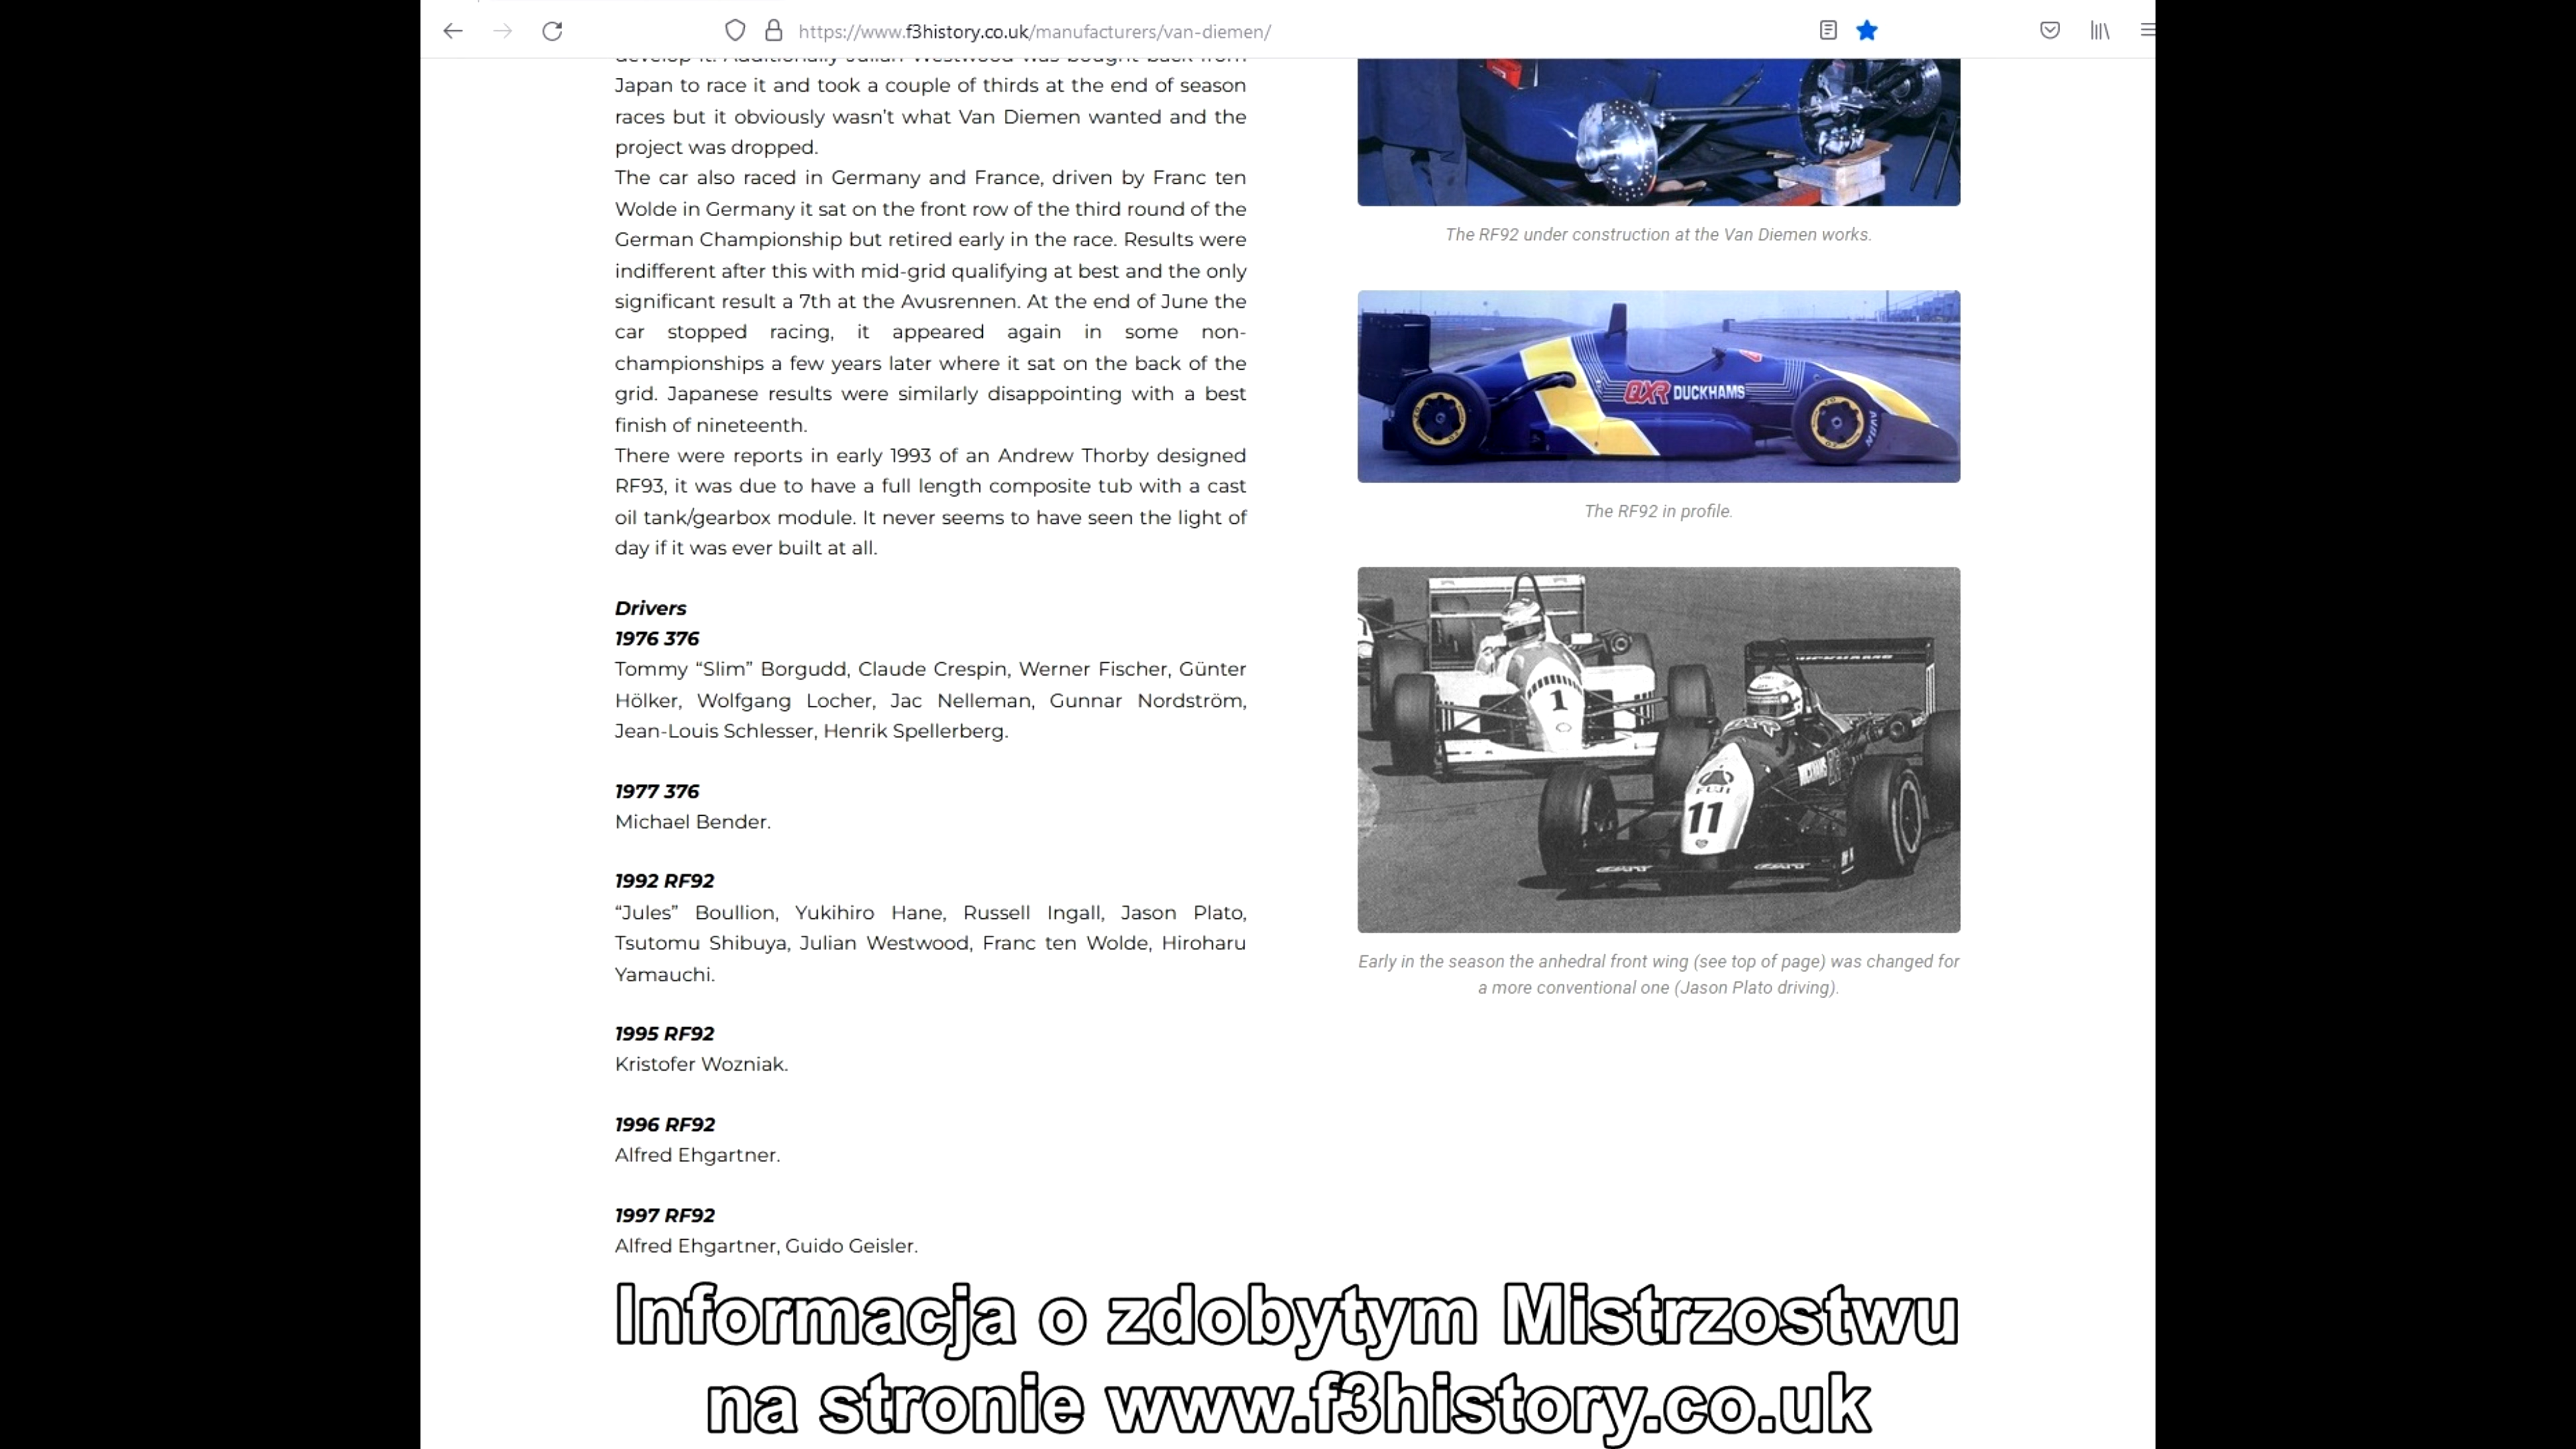 https://www.f3history.co.uk/manufacturers/van-diemen/
develop it. Additionally Julian Westwood was bought back from
Japan to race it and took a couple of thirds at the end of season
races but it obviously wasn't what Van Diemen wanted and the
project was dropped.
The car also raced in Germany and France, driven by Franc ten
Wolde in Germany it sat on the front row of the third round of the
German Championship but retired early in the race. Results were
indifferent after this with mid-grid qualifying at best and the only
significant result a 7th at the Avusrennen. At the end of June the
car stopped racing, it appeared again in some non-
championships a few years later where it sat on the back of the
grid. Japanese results were similarly disappointing with a best
finish of nineteenth.
There were reports in early 1993 of an Andrew Thorby designed
RF93, it was due to have a full length composite tub with a cast
oil tank/gearbox module. It never seems to have seen the light of
day if it was ever built at all.
Drivers
1976 376
Tommy “Slim” Borgudd, Claude Crespin, Werner Fischer, Günter
Hölker, Wolfgang Locher, Jac Nelleman, Gunnar Nordström,
Jean-Louis Schlesser, Henrik Spellerberg.
1977 376
Michael Bender.
1992 RF92
“Jules” Boullion, Yukihiro Hane, Russell Ingall, Jason Plato,
Tsutomu Shibuya, Julian Westwood, Franc ten Wolde, Hiroharu
Yamauchi.
1995 RF92
Kristofer Wozniak.
1996 RF92
Alfred Ehgartner.
1997 RF92
Alfred Ehgartner, Guido Geisler.
The RF92 under construction at the Van Diemen works.
QXR DUCKHAMS
AVON
The RF92 in profile.
1
QXR
DUCKHAMS
FUJI
11
Early in the season the anhedral front wing (see top of page) was changed for
a more conventional one (Jason Plato driving).
Informacja o zdobytym Mistrzostwu
na stronie www.f3history.co.uk